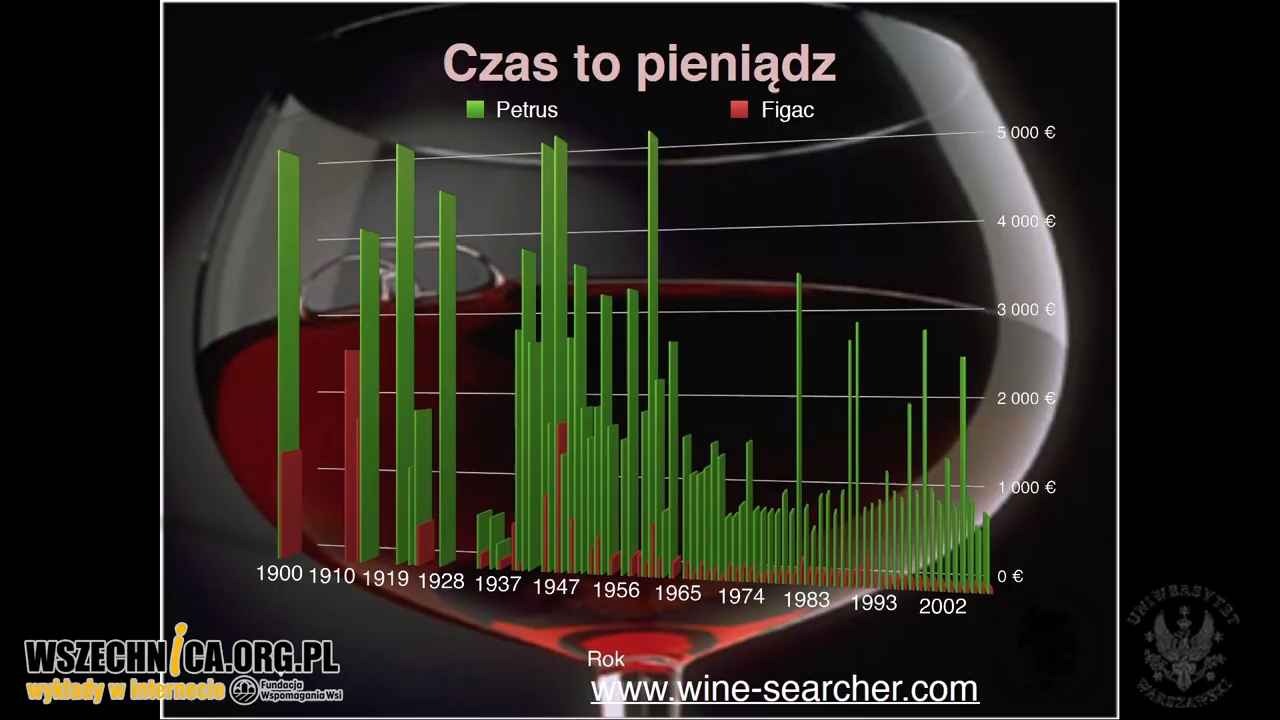 Czas to pieniądz
Petrus Figac
5 000 €
4 000 €
3 000 €
2 000 €
1 000 €
0 €
1900 1910 1919 1928 1937 1947 1956 1965 1974 1983 1993 2002
Rok
www.wine-searcher.com
WSZECHNICA.ORG.PL
wykłady w internecie
Fundacja
Wspomagania Wsi
UNIWERSYTET
WARSZAWSKI